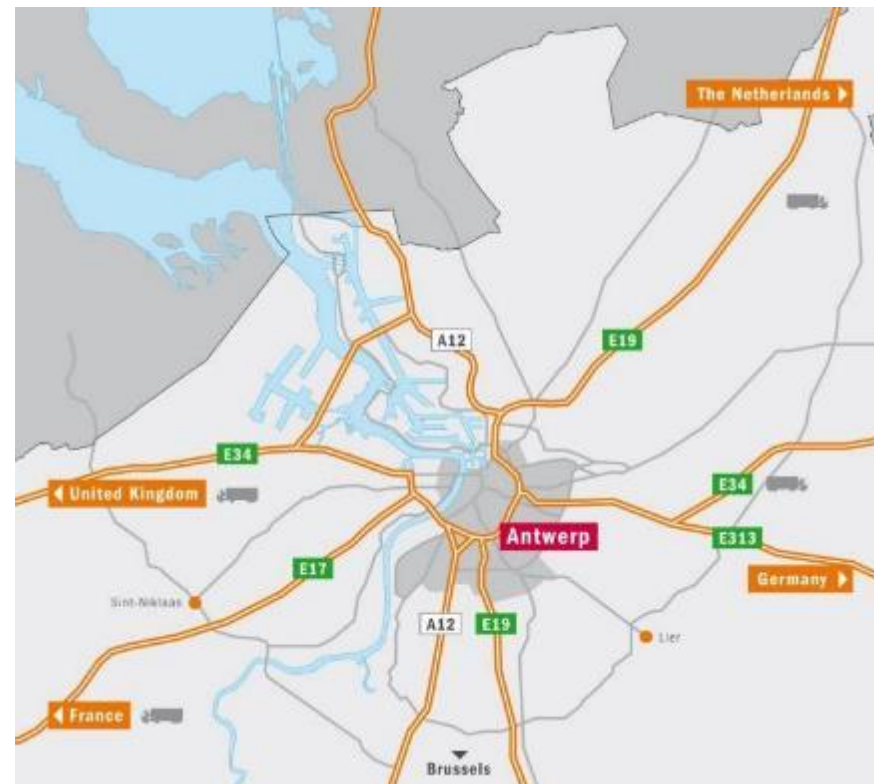 The Netherlands
A12
E19
E34
United Kingdom
E34
Antwerp
E313
E17
Germany
Sint-Niklaas
A12
E19
Lier
France
Brussels